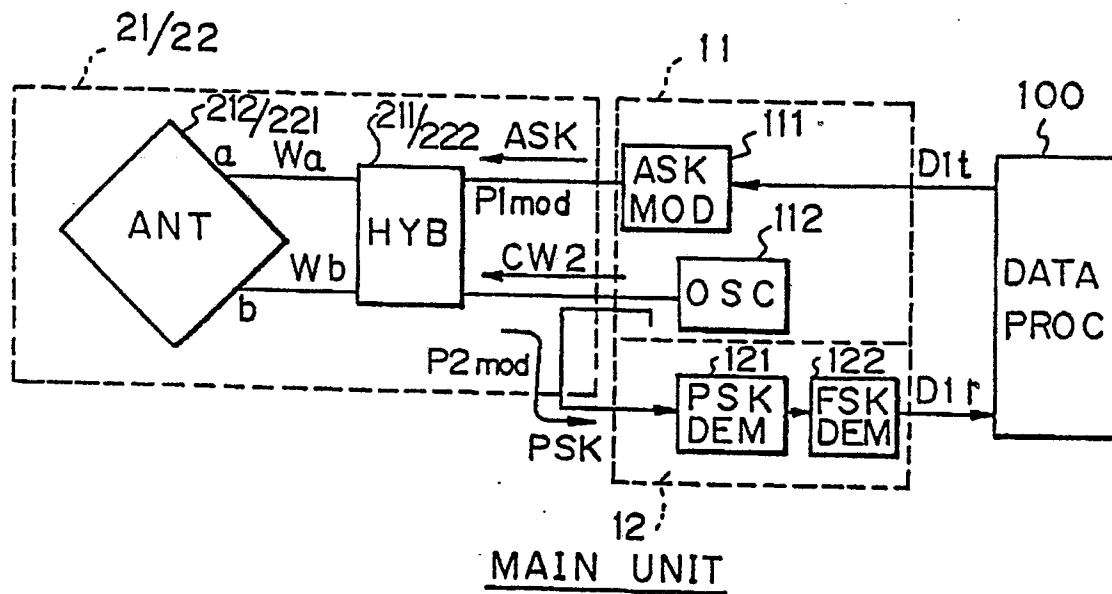 21/22
11
100
212/221
211/222
ASK
111
a
Wa
ASK
MOD
D1t
P1mod
ANT
HYB
112
CW2
OSC
Wb
b
DATA
PROC
P2mod
121
122
PSK
DEM
FSK
DEM
D1r
PSK
12
MAIN UNIT